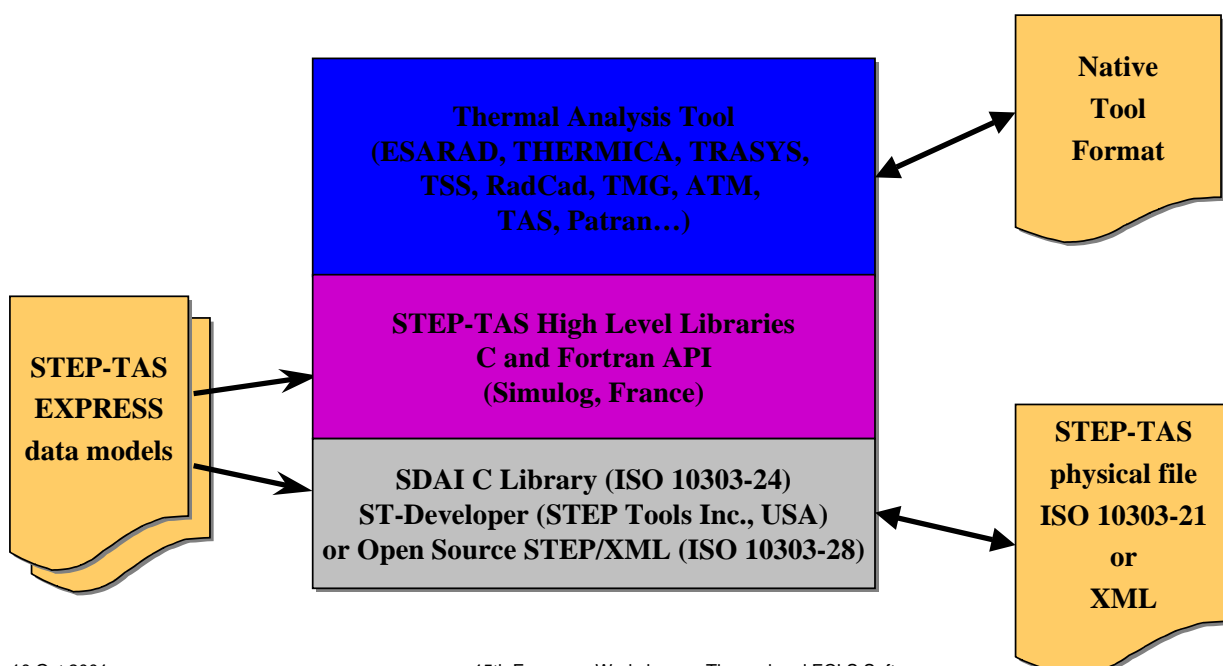 Native
Tool
Format
Thermal Analysis Tool
(ESARAD, THERMICA, TRASYS,
TSS, RadCad, TMG, ATM,
TAS, Patran…)
STEP-TAS High Level Libraries
C and Fortran API
(Simulog, France)
STEP-TAS
EXPRESS
data models
SDAI C Library (ISO 10303-24)
ST-Developer (STEP Tools Inc., USA)
or Open Source STEP/XML (ISO 10303-28)
STEP-TAS
physical file
ISO 10303-21
or
XML